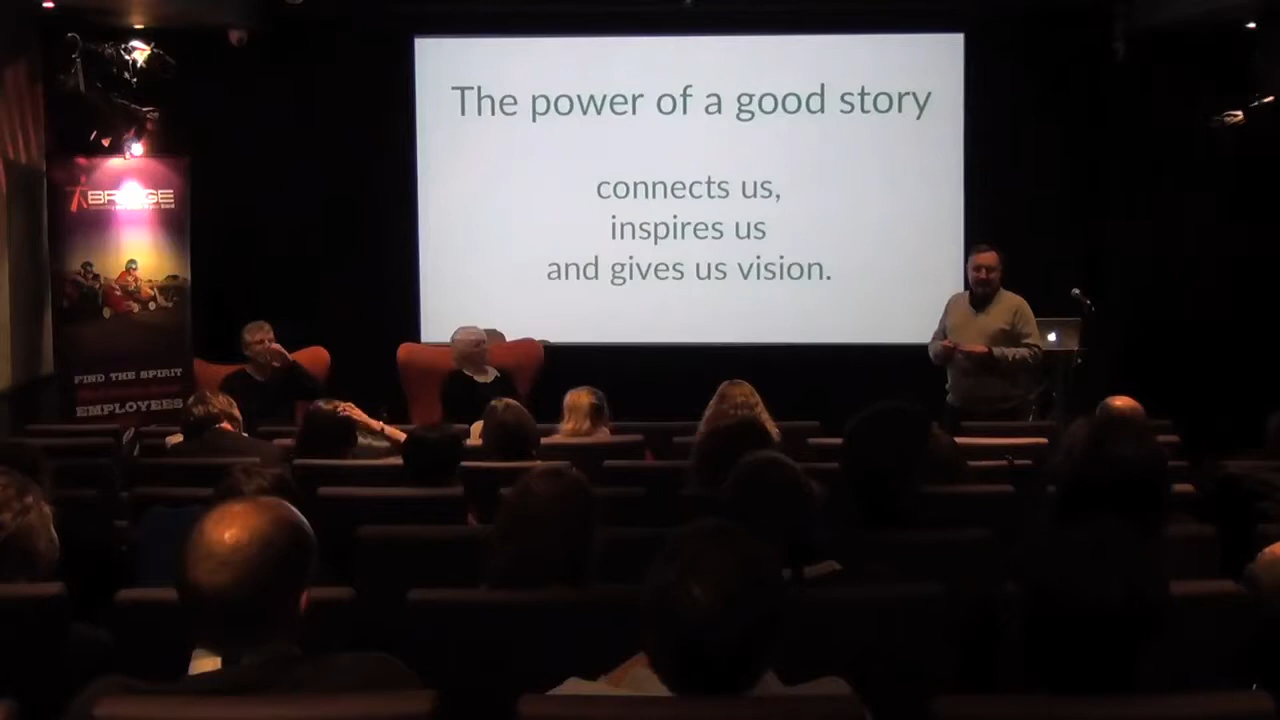 The power of a good story
connects us,
inspires us
and gives us vision.
FIND THE SPIRIT
EMPLOYEES